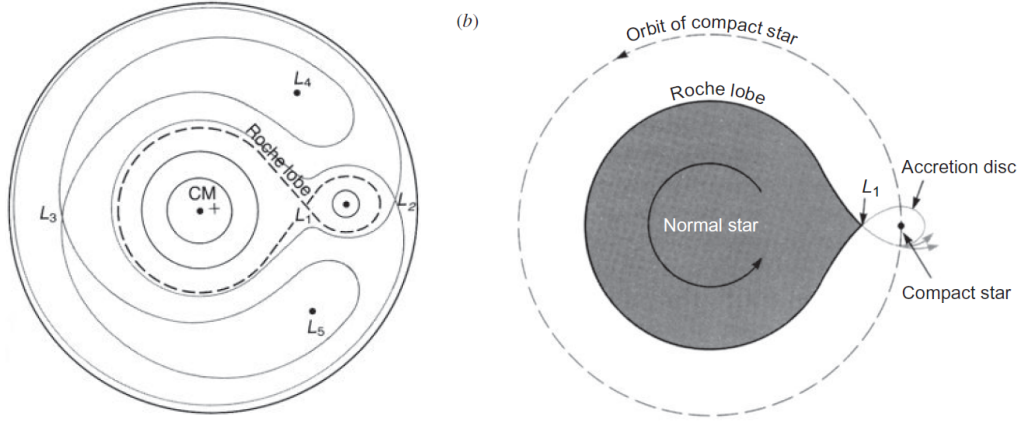 L4
Roche lobe
CM
+
L3
L1
L2
L5
(b)
Orbit of compact star
Roche lobe
Accretion disc
L1
Normal star
Compact star